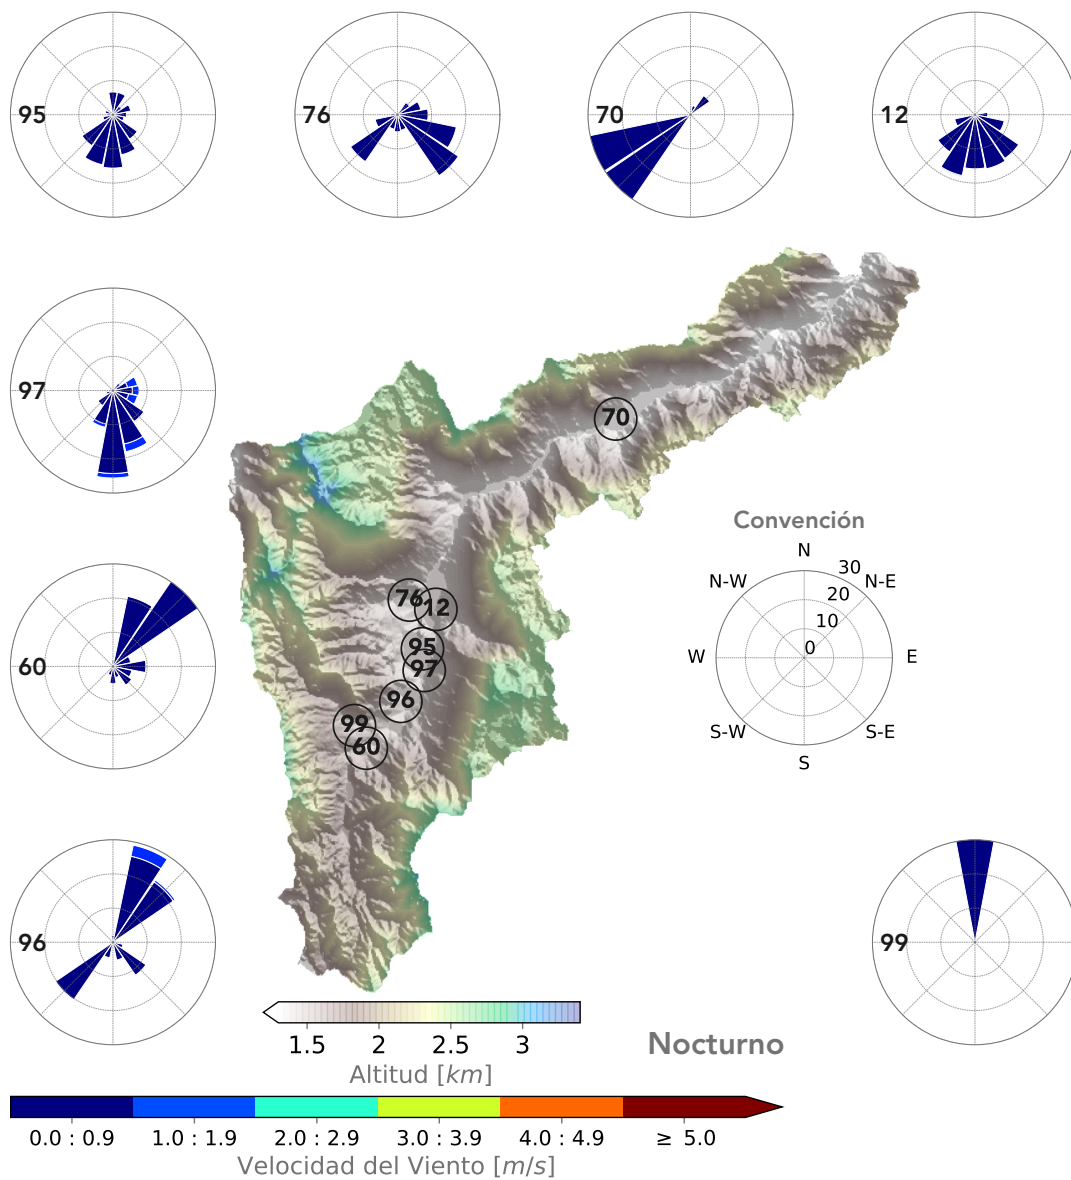 95
76
70
12
97
70
Convención
N
N-W
30
N-E
20
10
0
W
E
S-W
S-E
S
76
12
95
97
96
99
60
60
96
99
1.5 2 2.5 3
Altitud [km]
Nocturno
0.0 : 0.9 1.0 : 1.9 2.0 : 2.9 3.0 : 3.9 4.0 : 4.9 ≥ 5.0
Velocidad del Viento [m/s]